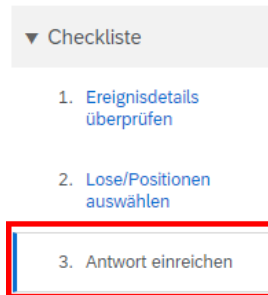 ▼ Checkliste
1. Ereignisdetails
überprüfen
2. Lose/Positionen
auswählen
3. Antwort einreichen